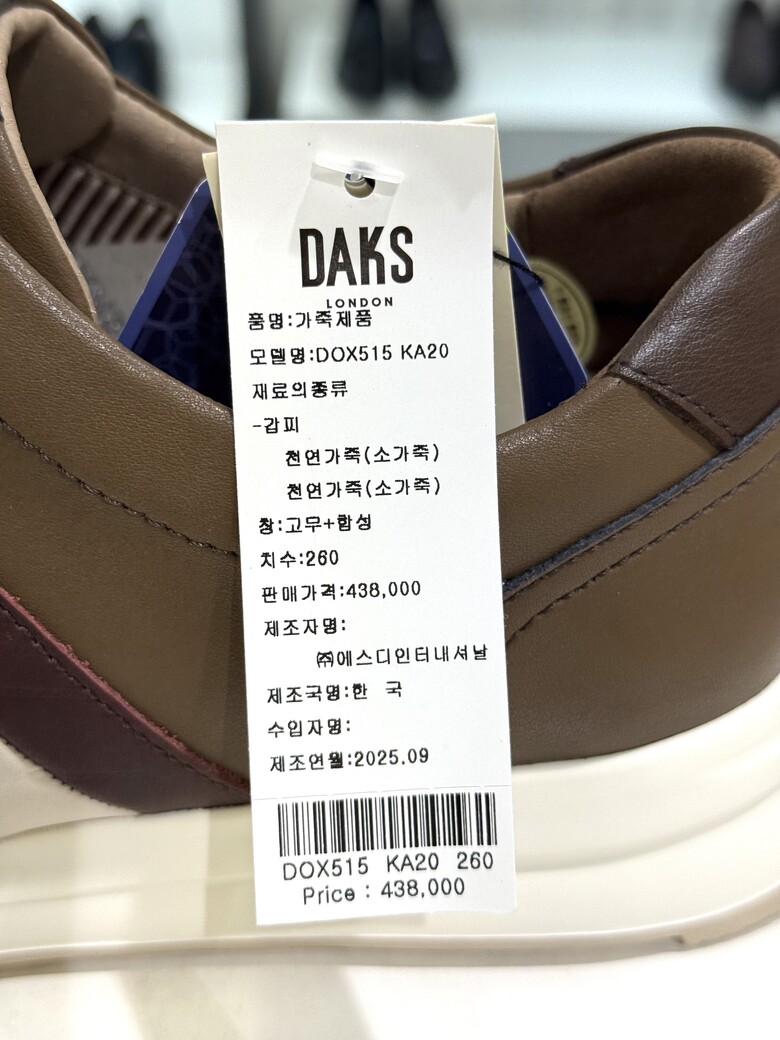 DAKS
LONDON
품명:가죽제품
모델명:DOX515 KA20
재료의종류
-갑피
천연가죽(소가죽)
천연가죽(소가죽)
창:고무+합성
치수:260
판매가격:438,000
제조자명:
㈜에스디인터내셔날
제조국명:한 국
수입자명:
제조연월:2025.09
DOX515 KA20 260
Price : 438,000